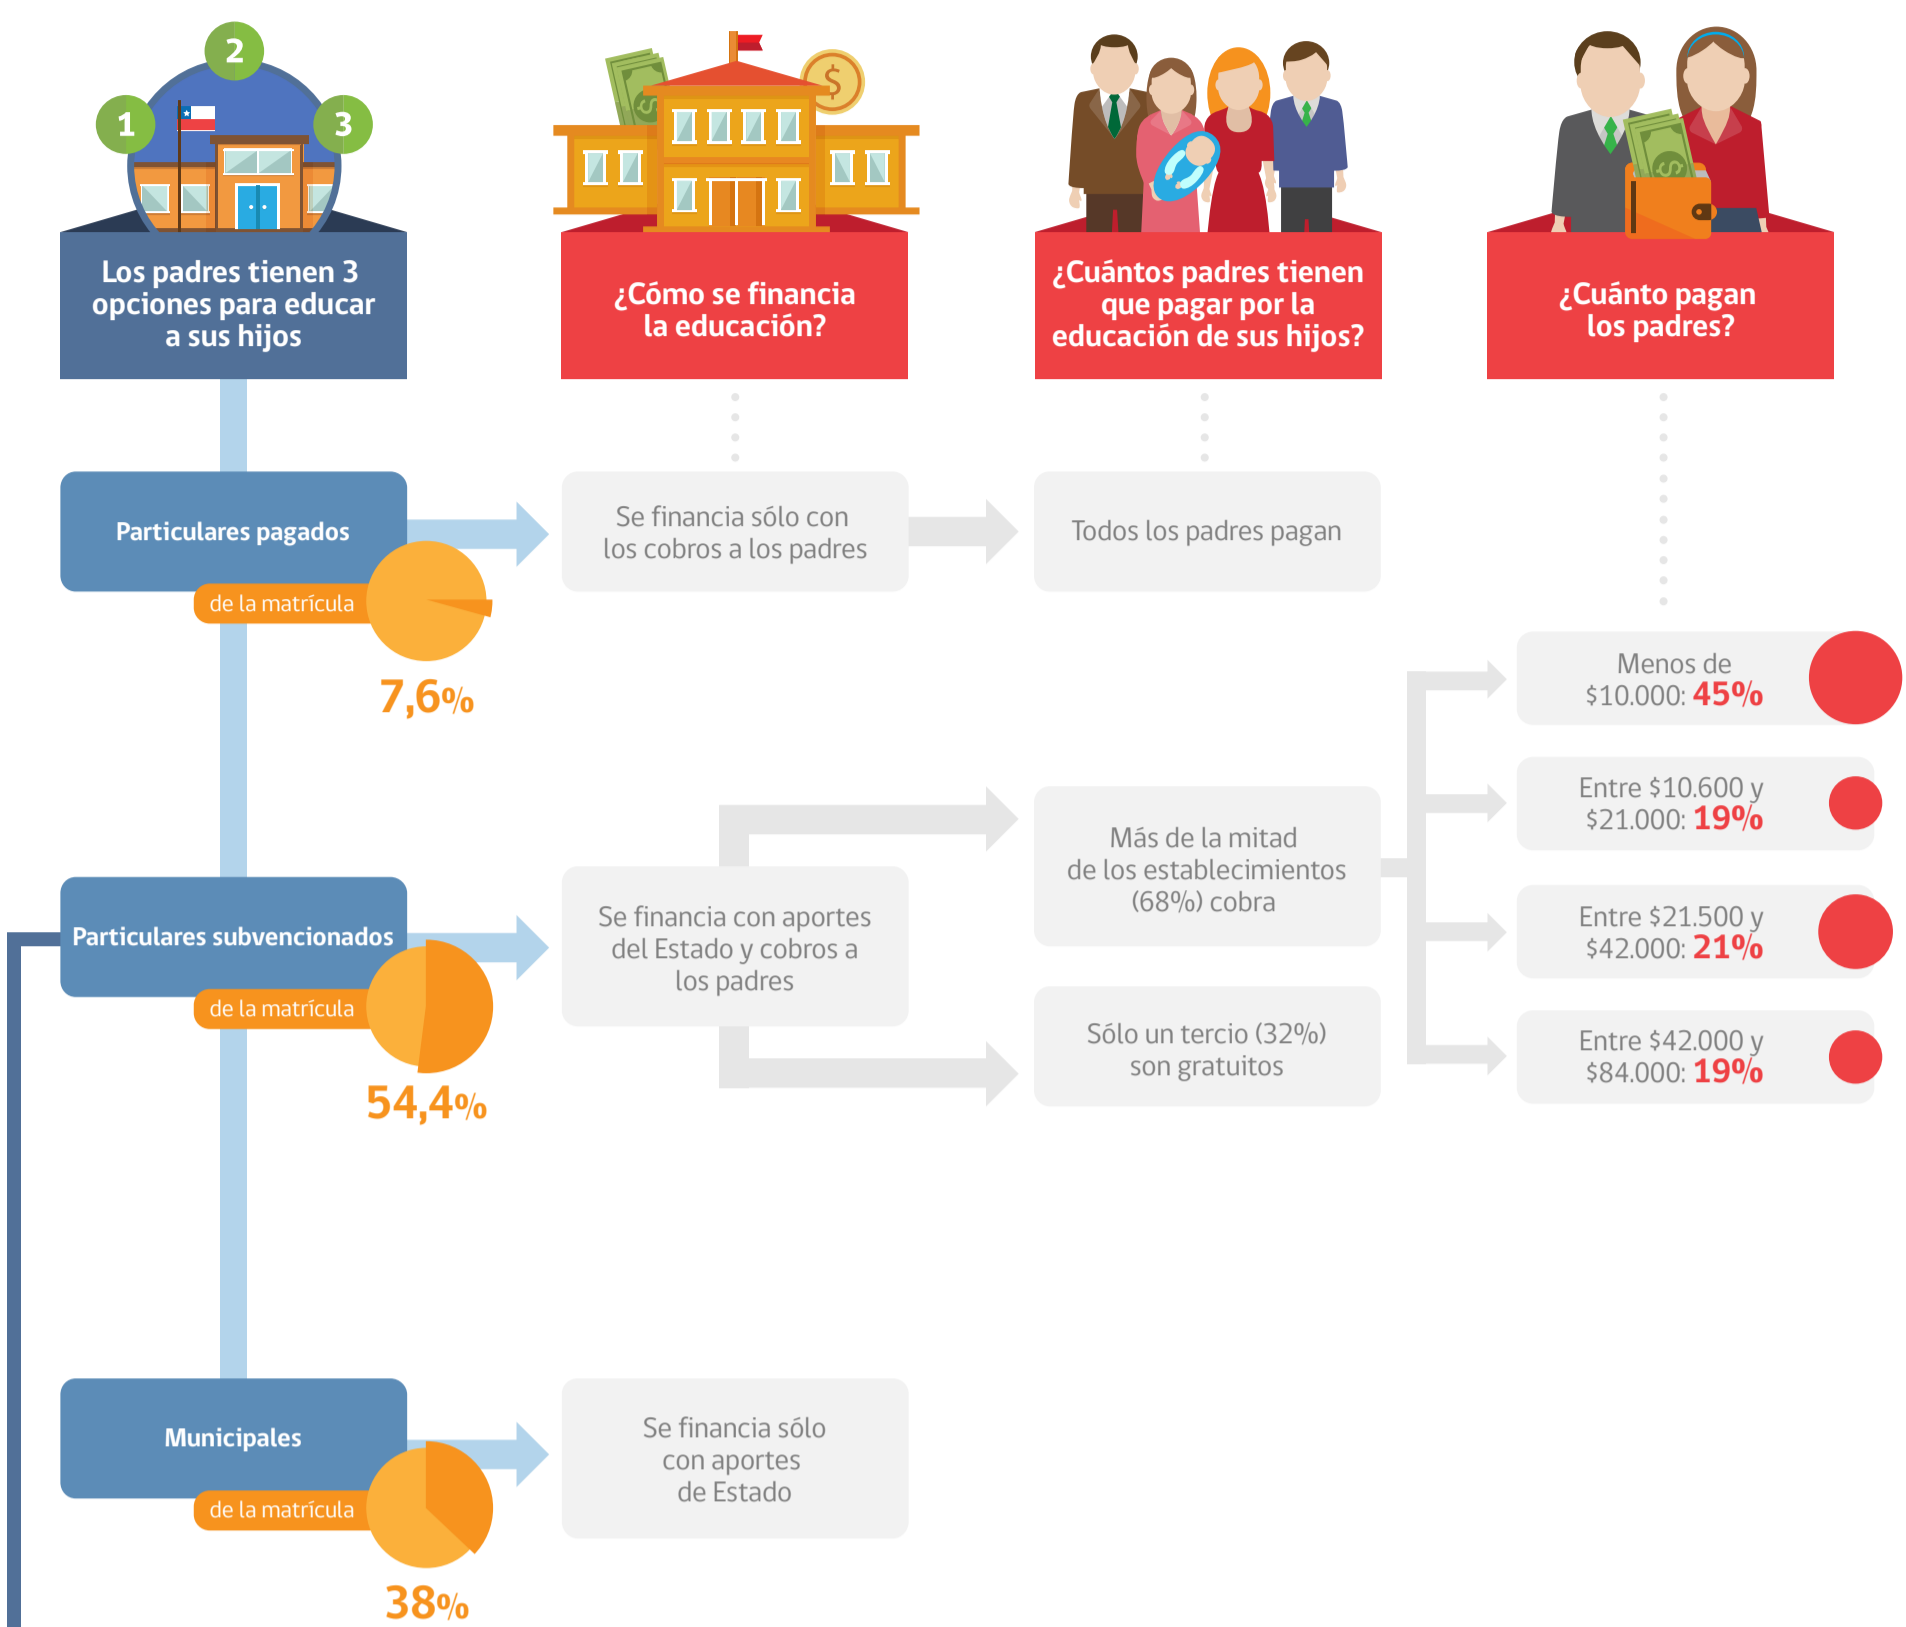 1
2
3
Los padres tienen 3
opciones para educar
a sus hijos
¿Cómo se financia
la educación?
¿Cuántos padres tienen
que pagar por la
educación de sus hijos?
¿Cuánto pagan
los padres?
Particulares pagados
de la matrícula
7,6%
Se financia sólo con
los cobros a los padres
Todos los padres pagan
Particulares subvencionados
de la matrícula
54,4%
Se financia con aportes
del Estado y cobros a
los padres
Más de la mitad
de los establecimientos
(68%) cobra
Sólo un tercio (32%)
son gratuitos
Menos de
$10.000: 45%
Entre $10.600 y
$21.000: 19%
Entre $21.500 y
$42.000: 21%
Entre $42.000 y
$84.000: 19%
Municipales
de la matrícula
38%
Se financia sólo
con aportes
de Estado